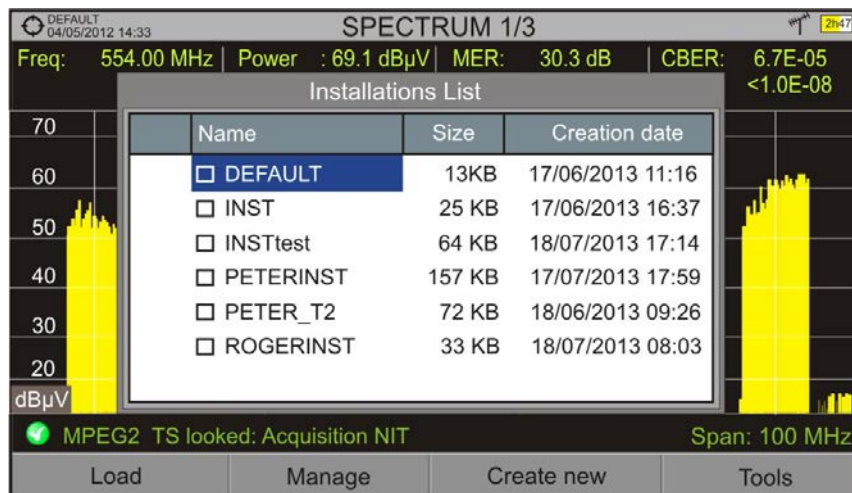 DEFAULT
04/05/2012 14:33
SPECTRUM 1/3
2h47
Freq: 554.00 MHz | Power : 69.1 dBµV | MER: 30.3 dB | CBER: 6.7E-05
<1.0E-08
Installations List
Name Size Creation date
DEFAULT 13KB 17/06/2013 11:16
INST 25 KB 17/06/2013 16:37
INSTtest 64 KB 18/07/2013 17:14
PETERINST 157 KB 17/07/2013 17:59
PETER_T2 72 KB 18/06/2013 09:26
ROGERINST 33 KB 18/07/2013 08:03
70
60
50
40
30
20
dBµV
MPEG2 TS looked: Acquisition NIT Span: 100 MHz
Load Manage Create new Tools